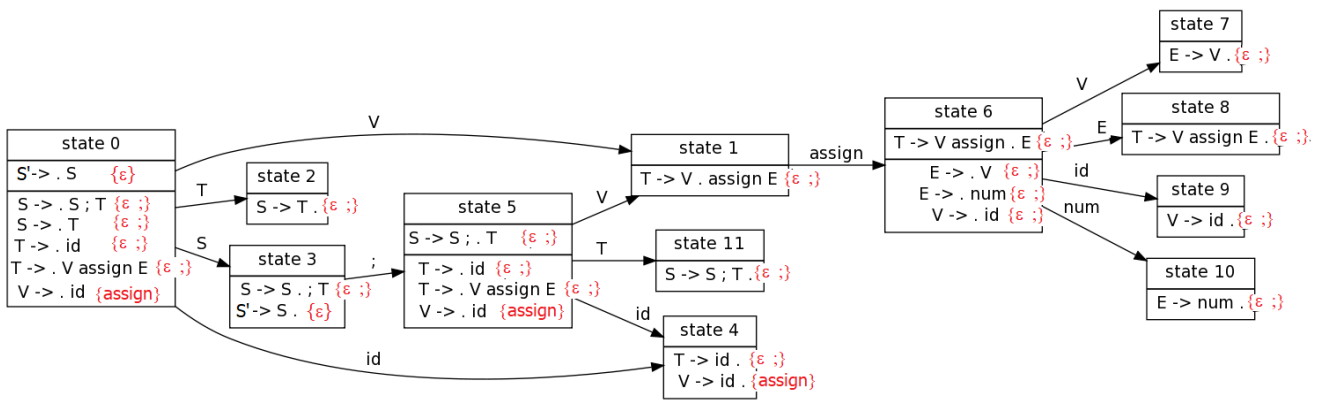 state 0
S'-> . S {ε}
S -> . S ; T {ε ;}
S -> . T {ε ;}
T -> . id {ε ;}
T -> . V assign E {ε ;}
V -> . id {assign}
V
T
S
id
state 2
S -> T . {ε ;}
state 3
S -> S . ; T {ε ;}
S'-> S . {ε}
;
state 5
S -> S ; . T {ε ;}
T -> . id {ε ;}
T -> . V assign E {ε ;}
V -> . id {assign}
V
T
id
state 1
T -> V . assign E {ε ;}
state 11
S -> S ; T . {ε ;}
state 4
T -> id . {ε ;}
V -> id . {assign}
assign
state 6
T -> V assign . E {ε ;}
E -> . V {ε ;}
E -> . num {ε ;}
V -> . id {ε ;}
V
E
id
num
state 7
E -> V . {ε ;}
state 8
T -> V assign E . {ε ;}.
state 9
V -> id . {ε ;}
state 10
E -> num . {ε ;}